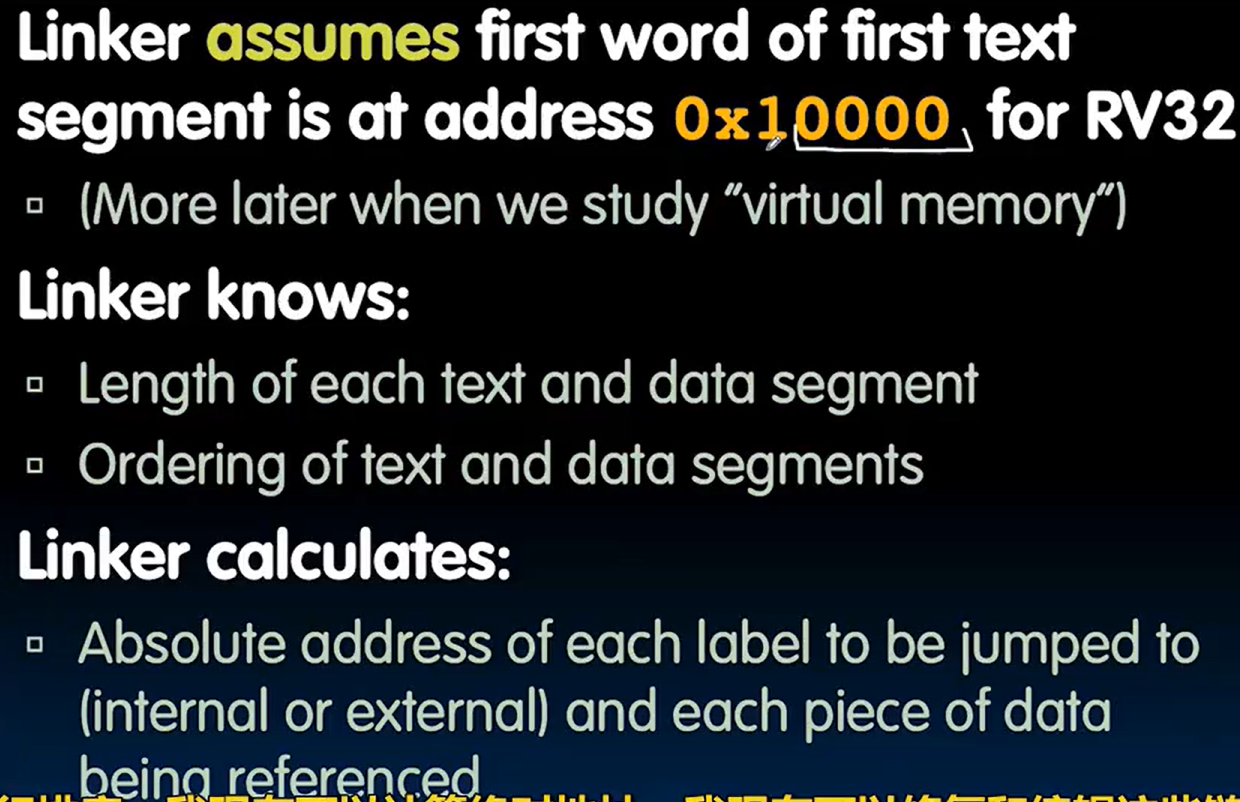 Linker assumes first word of first text
segment is at address 0x10000 for RV32
▫ (More later when we study “virtual memory”)
Linker knows:
▫ Length of each text and data segment
▫ Ordering of text and data segments
Linker calculates:
▫ Absolute address of each label to be jumped to
(internal or external) and each piece of data
being referenced